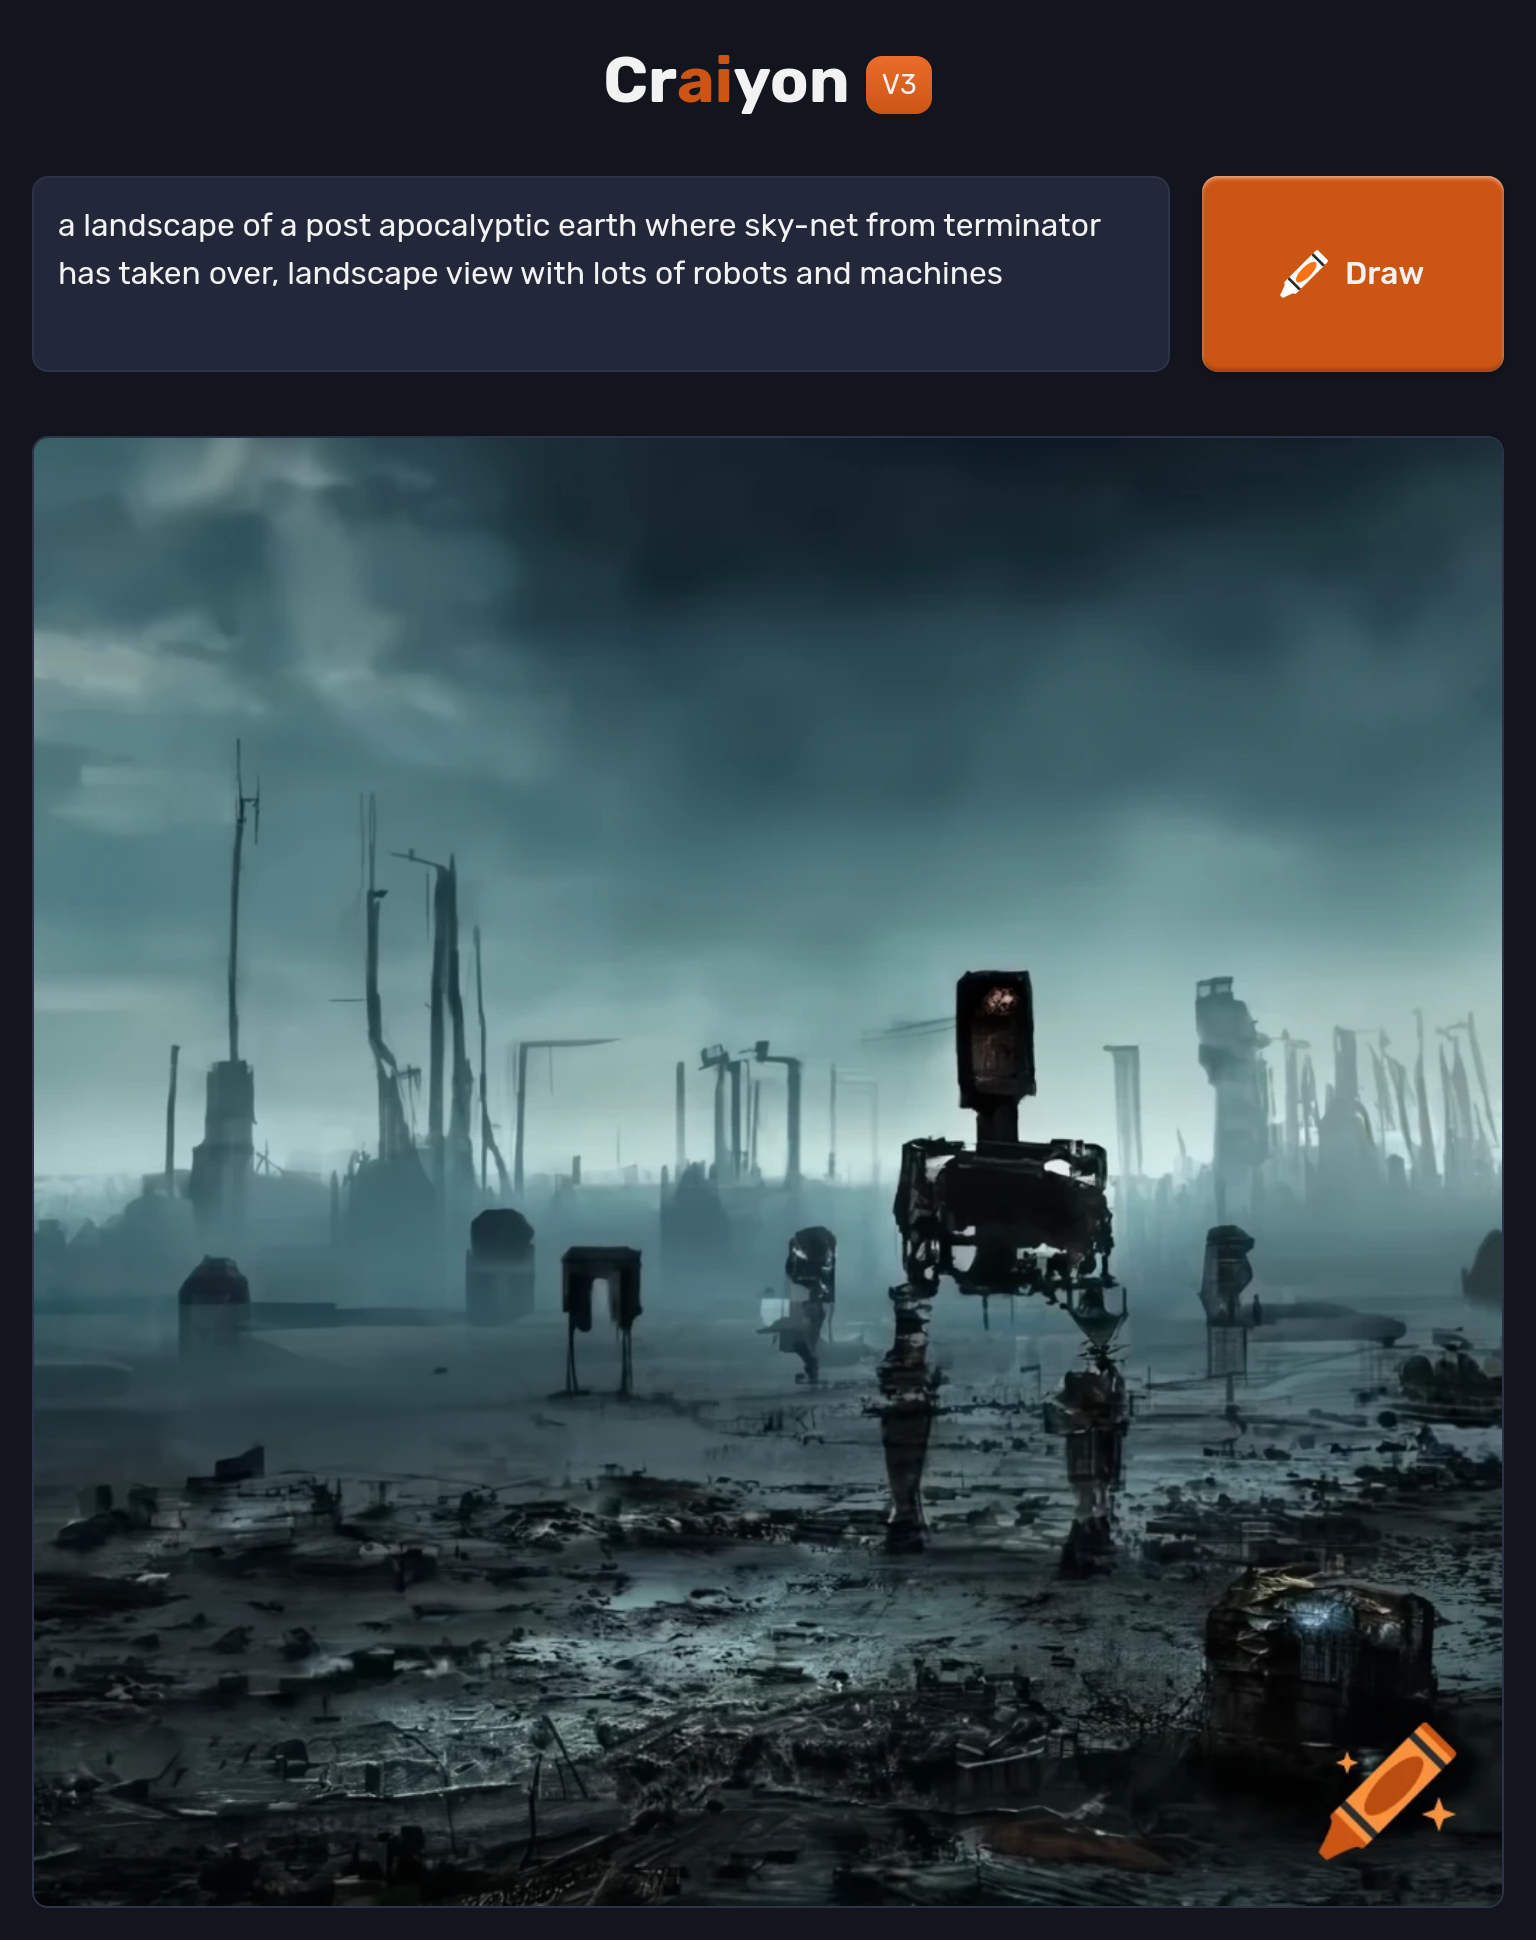 Craiyon V3
a landscape of a post apocalyptic earth where sky-net from terminator
has taken over, landscape view with lots of robots and machines
Draw